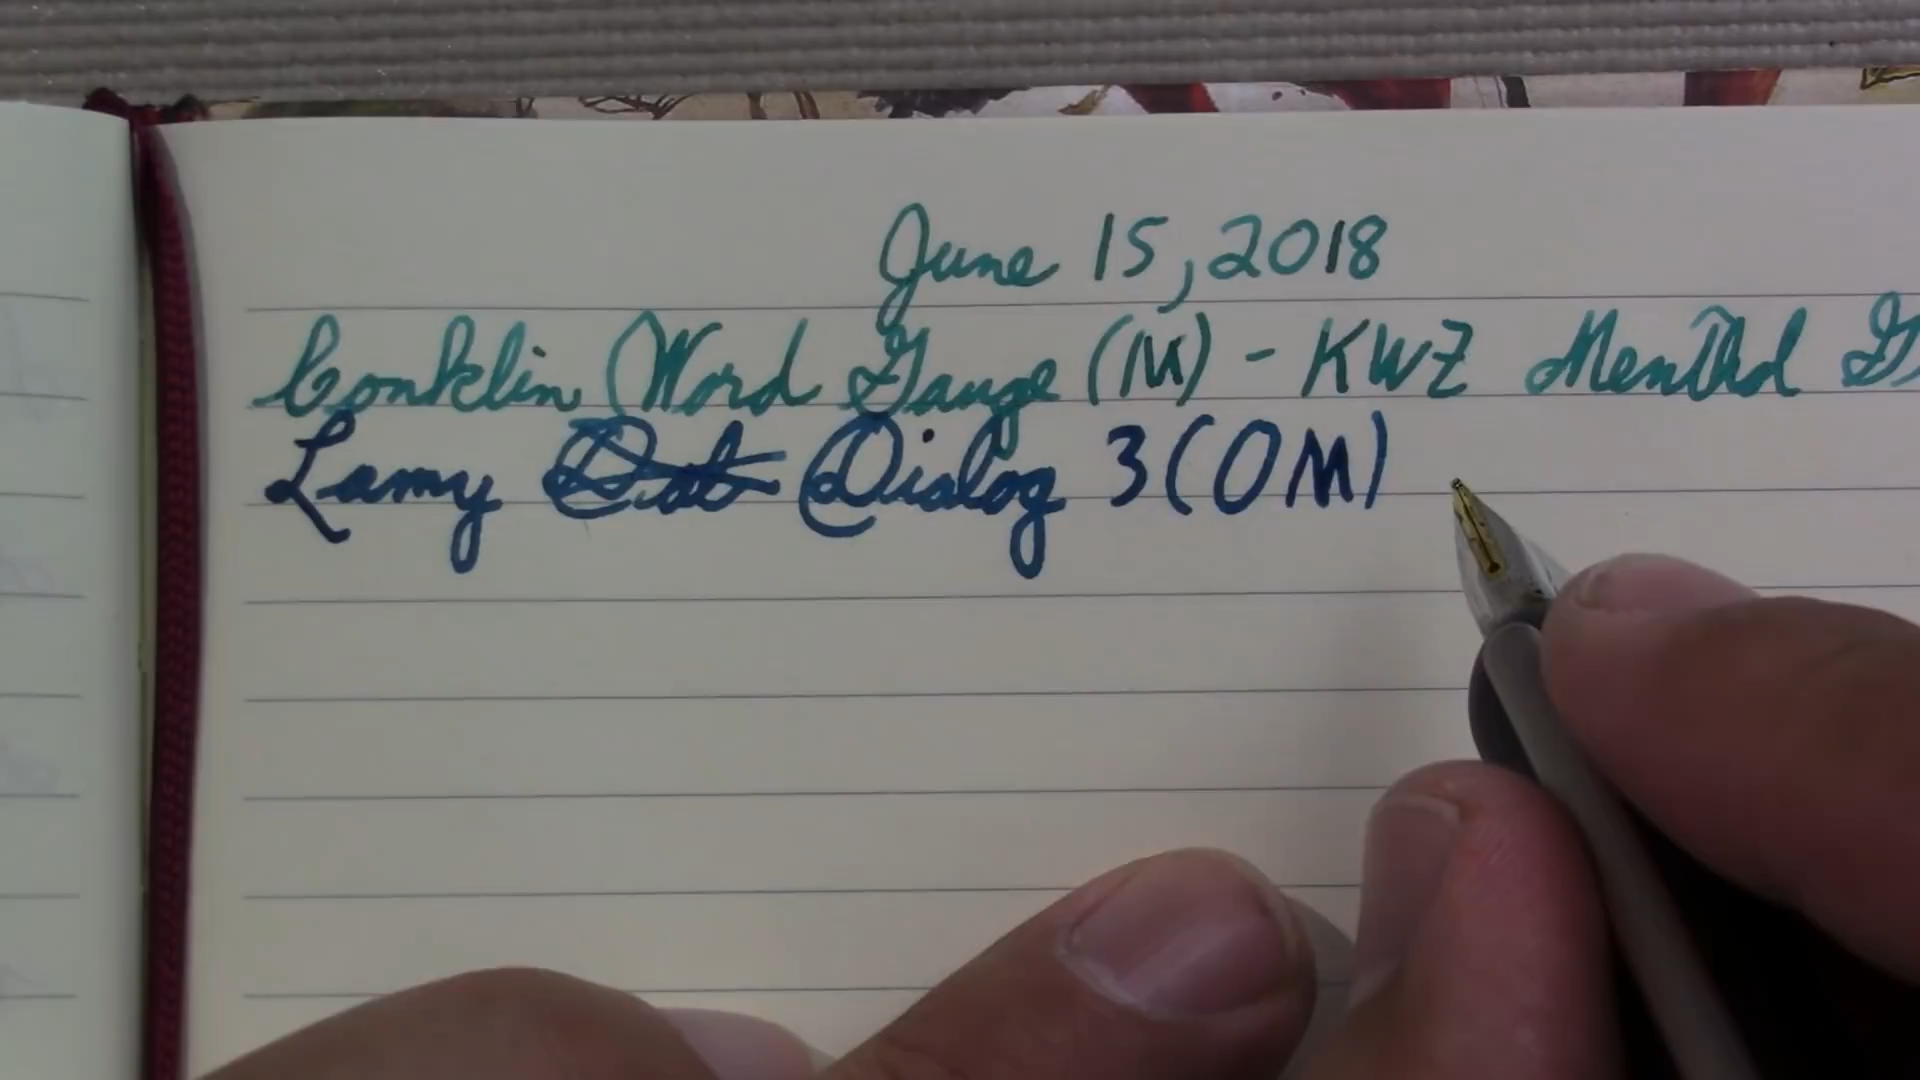 June 15, 2018
Conklin Word Gauge (M) - KWZ Menthol G
Lamy Dialog 3 (OM)